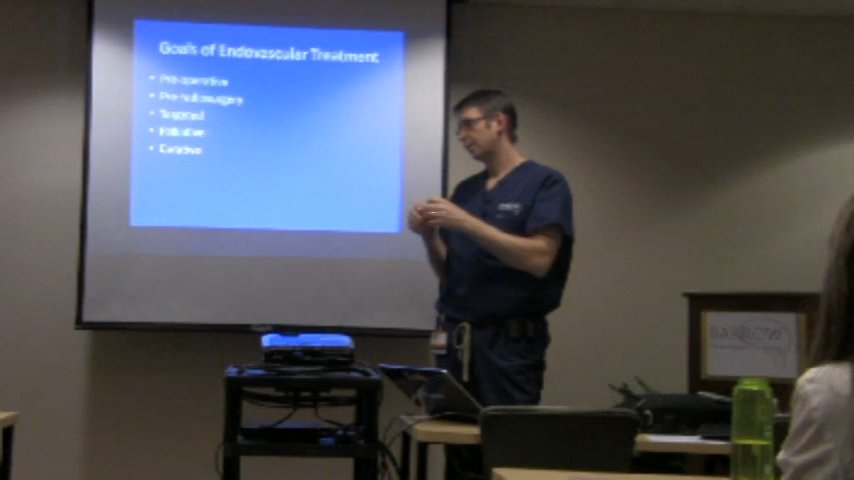 Goals of Endovascular Treatment
• Pre-operative
• Pre-radiosurgery
• Targeted
• Palliative
• Curative
BARROW